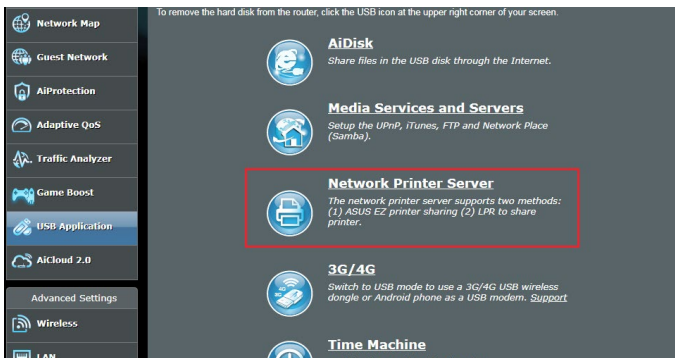 To remove the hard disk from the router, click the USB icon at the upper right corner of your screen.
Network Map
Guest Network
AiProtection
Adaptive QoS
Traffic Analyzer
Game Boost
USB Application
AiCloud 2.0
Advanced Settings
Wireless
LAN
AiDisk
Share files in the USB disk through the Internet.
Media Services and Servers
Setup the UPnP, iTunes, FTP and Network Place
(Samba).
Network Printer Server
The network printer server supports two methods:
(1) ASUS EZ printer sharing (2) LPR to share
printer.
3G/4G
Switch to USB mode to use a 3G/4G USB wireless
dongle or Android phone as a USB modem. Support
Time Machine